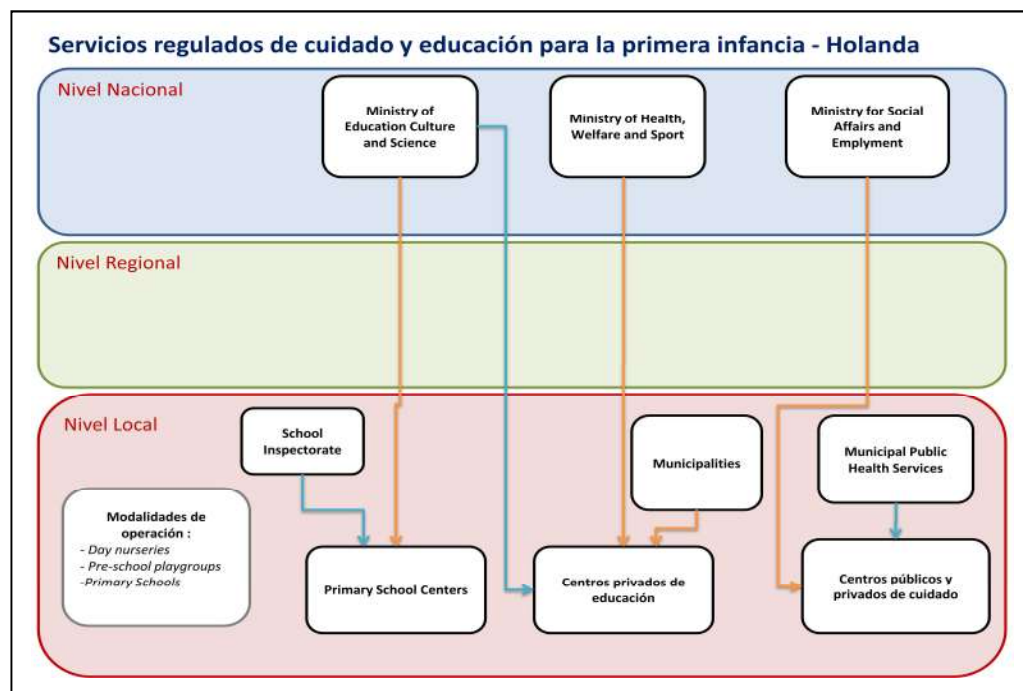 Servicios regulados de cuidado y educación para la primera infancia - Holanda
Nivel Nacional
Ministry of
Education Culture
and Science
Ministry of Health,
Welfare and Sport
Ministry for Social
Affairs and
Emplyment
Nivel Regional
Nivel Local
School
Inspectorate
Municipalities
Municipal Public
Health Services
Modalidades de
operación :
- Day nurseries
- Pre-school playgroups
-Primary Schools
Primary School Centers
Centros privados de
educación
Centros públicos y
privados de cuidado